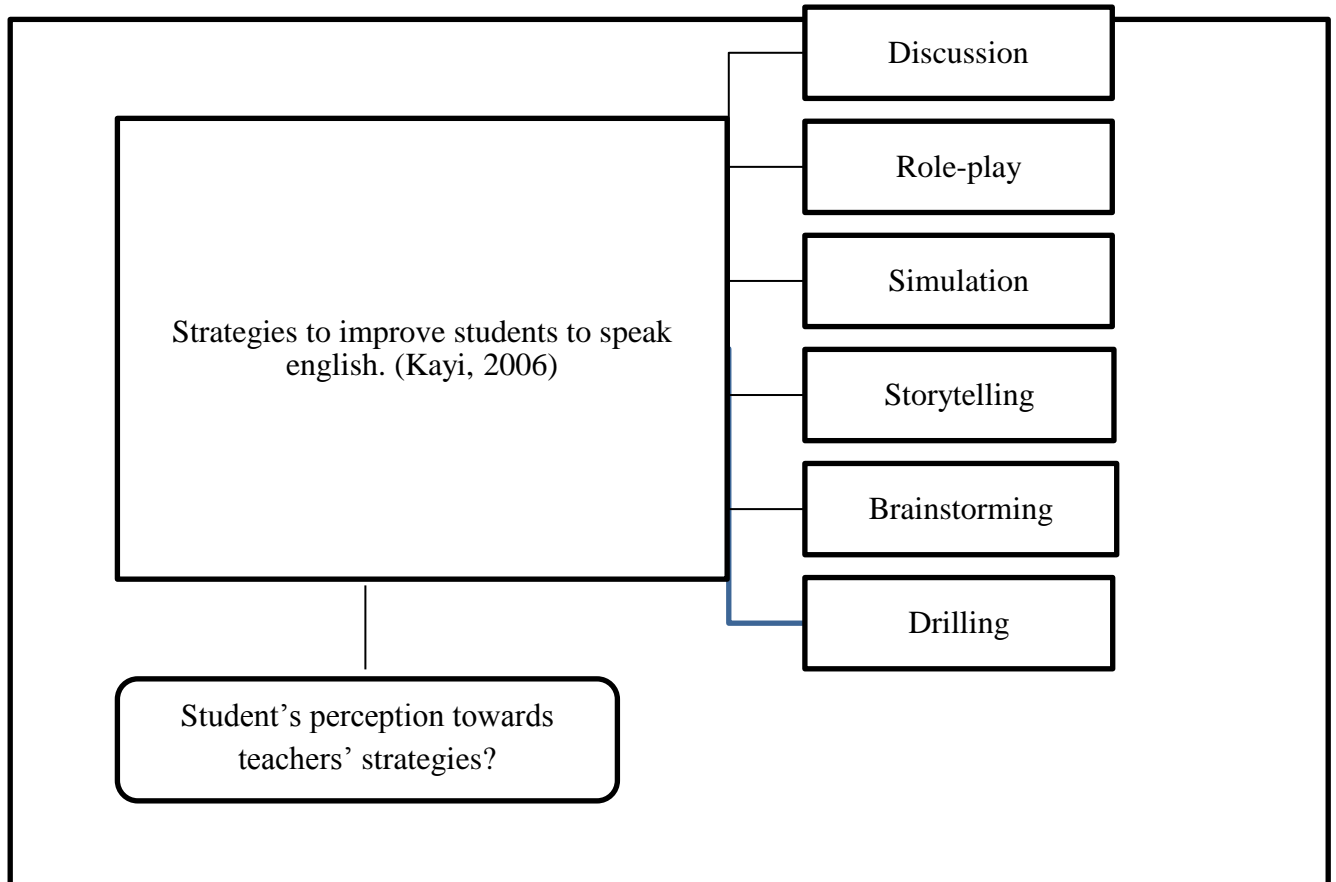 Discussion
Role-play
Simulation
Strategies to improve students to speak
english. (Kayi, 2006)
Storytelling
Brainstorming
Drilling
Student’s perception towards
teachers’ strategies?